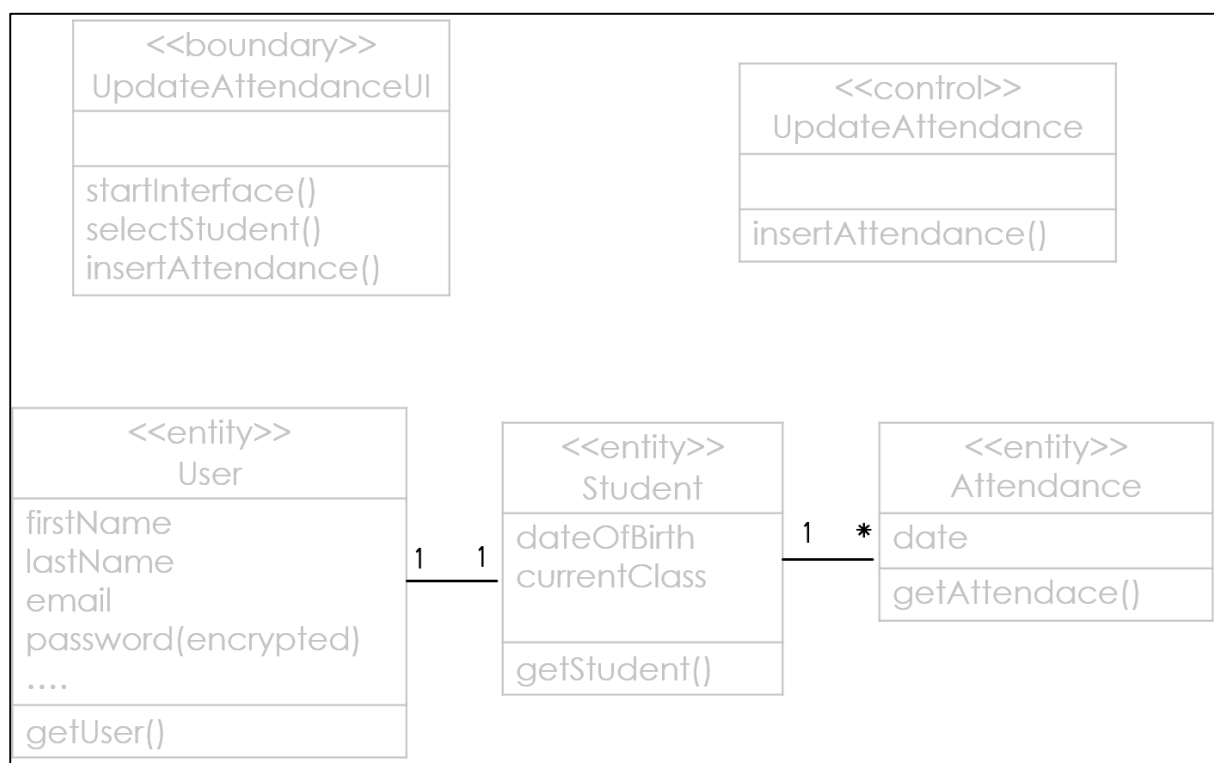 <<boundary>>
UpdateAttendanceUI
startInterface()
selectStudent()
insertAttendance()
<<control>>
UpdateAttendance
insertAttendance()
<<entity>>
User
firstName
lastName
email
password(encrypted)
....
getUser()
1 1
<<entity>>
Student
dateOfBirth
currentClass
getStudent()
1 *
<<entity>>
Attendance
date
getAttendace()